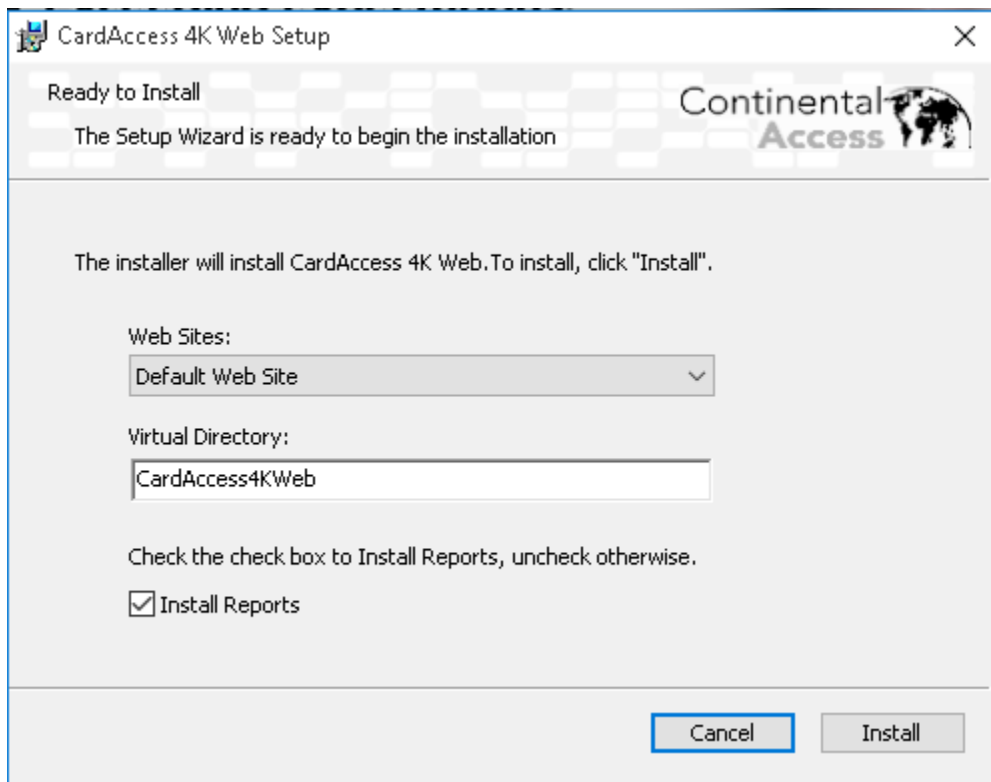 CardAccess 4K Web Setup
Ready to Install
The Setup Wizard is ready to begin the installation
Continental
Access
The installer will install CardAccess 4K Web.To install, click "Install".
Web Sites:
Default Web Site
Virtual Directory:
CardAccess4KWeb
Check the check box to Install Reports, uncheck otherwise.
Install Reports
Cancel Install